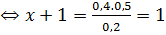 ⇔ x + 1 = 0,4.0,5 / 0,2 = 1